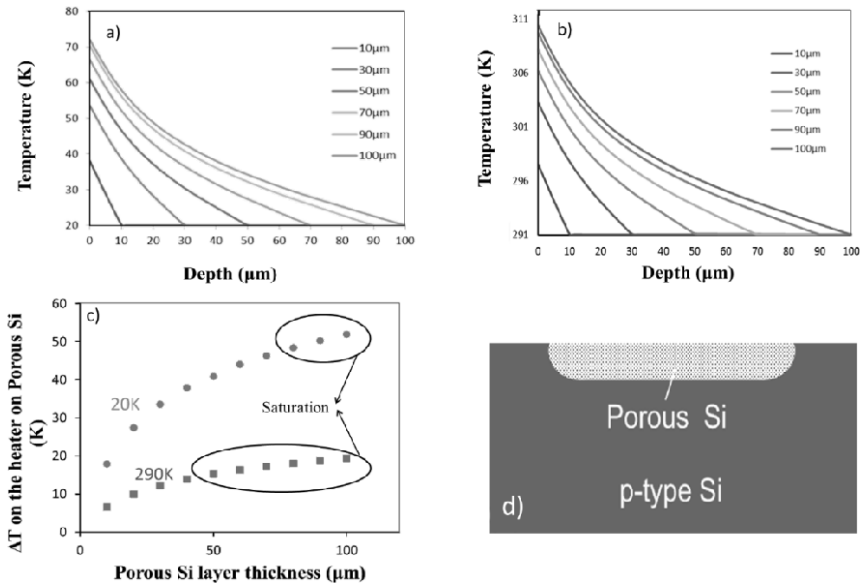 a)
Temperature (K)
80
70
60
50
40
30
20
0 10 20 30 40 50 60 70 80 90 100
Depth (μm)
10μm
30μm
50μm
70μm
90μm
100μm
b)
Temperature (K)
311
306
301
296
291
0 10 20 30 40 50 60 70 80 90 100
Depth (μm)
10μm
30μm
50μm
70μm
90μm
100μm
c)
ΔT on the heater on Porous Si
(K)
60
50
40
30
20
10
0
0 50 100
Porous Si layer thickness (μm)
20K
290K
Saturation
Porous Si
p-type Si
d)